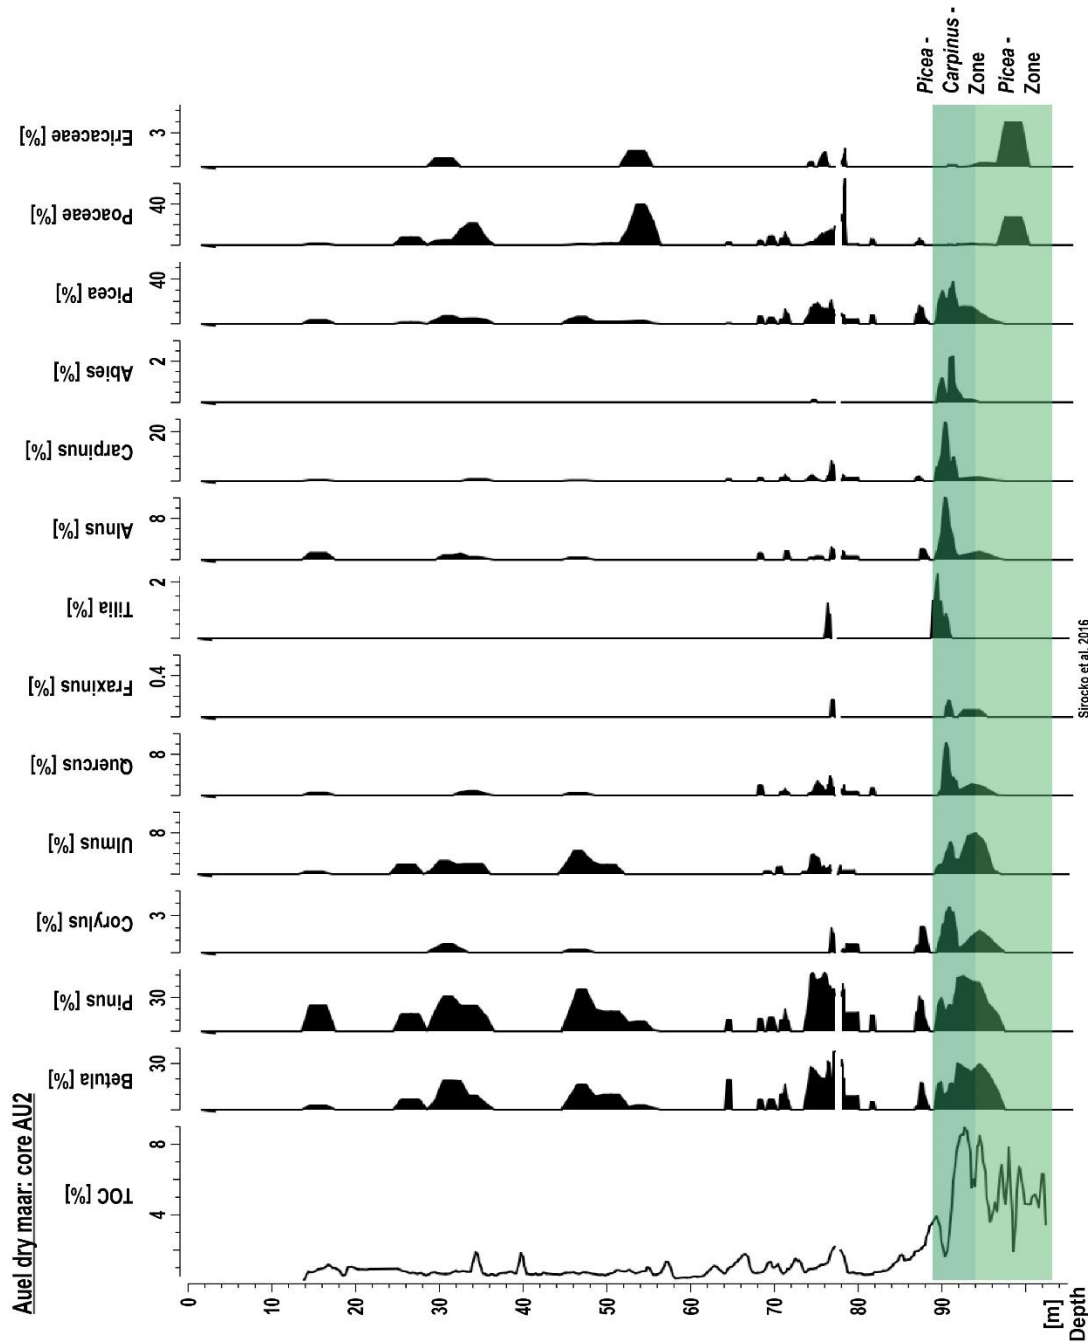 Auel dry maar: core AU2
Ericaceae [%]
3
Poaceae [%]
40
Picea [%]
40
Abies [%]
2
Carpinus [%]
20
Alnus [%]
8
Tilia [%]
2
Fraxinus [%]
0.4
Quercus [%]
8
Ulmus [%]
8
Corylus [%]
3
Pinus [%]
30
Betula [%]
30
TOC [%]
8
4
0
10
20
30
40
50
60
70
80
90
[m]
Depth
Picea -
Carpinus -
Zone
Picea -
Zone
Sirocko et al. 2016